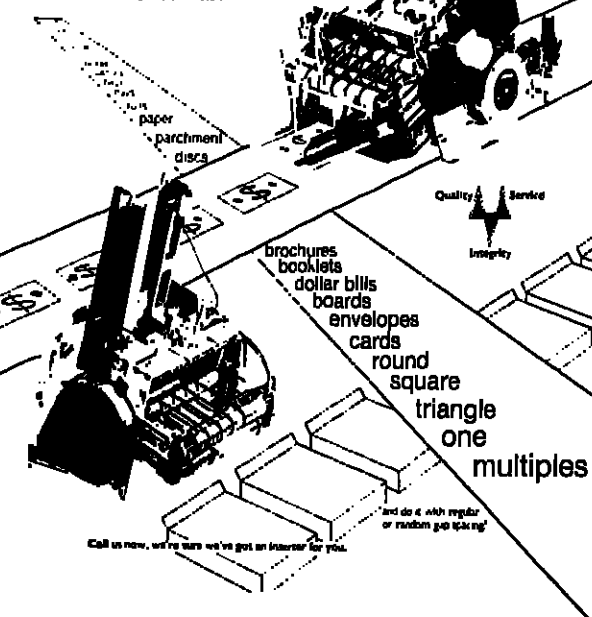 paper
parchment
discs
Quality Service
Integrity
brochures
booklets
dollar bills
boards
envelopes
cards
round
square
triangle
one
multiples
"and do it with regular
or random gap spacing"
Call us now, we're sure we've got an inserter for you.